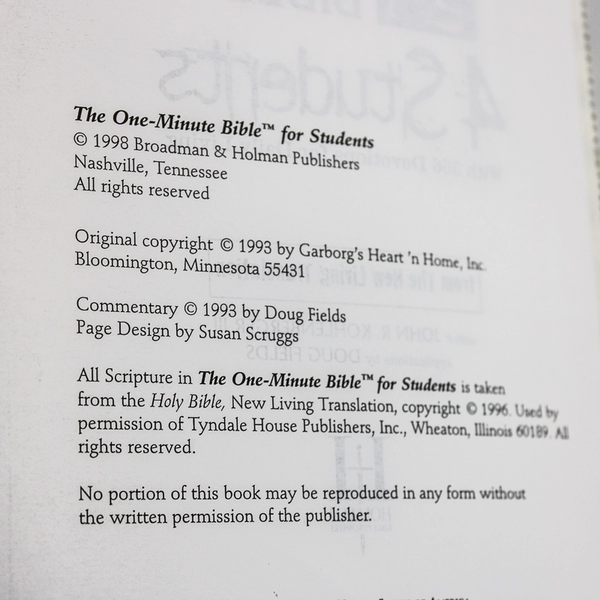 The One-Minute Bible™ for Students
© 1998 Broadman & Holman Publishers
Nashville, Tennessee
All rights reserved
Original copyright © 1993 by Garborg's Heart 'n Home, Inc.
Bloomington, Minnesota 55431
Commentary © 1993 by Doug Fields
Page Design by Susan Scruggs
All Scripture in The One-Minute Bible™ for Students is taken
from the Holy Bible, New Living Translation, copyright © 1996. Used by
permission of Tyndale House Publishers, Inc., Wheaton, Illinois 60189. All
rights reserved.
No portion of this book may be reproduced in any form without
the written permission of the publisher.